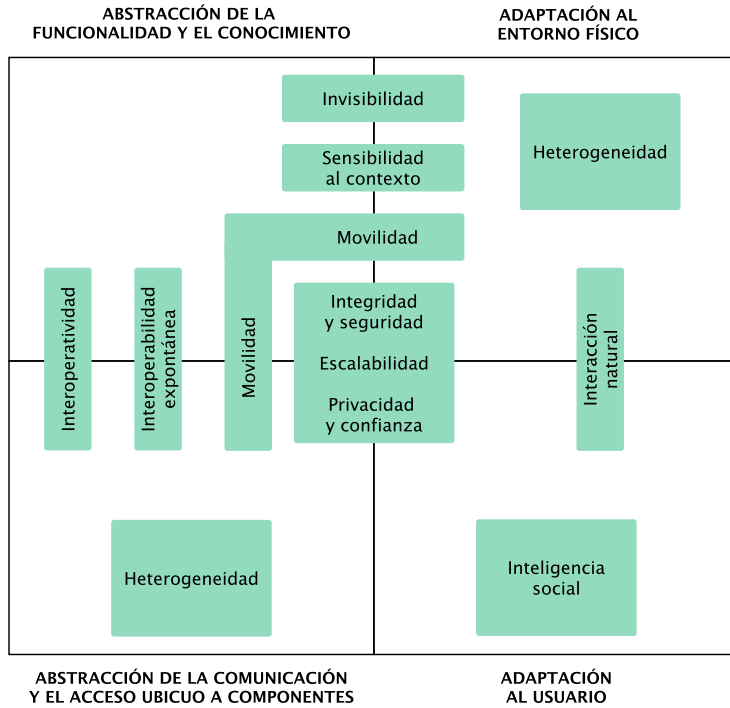 ABSTRACCIÓN DE LA
FUNCIONALIDAD Y EL CONOCIMIENTO
ADAPTACIÓN AL
ENTORNO FÍSICO
Invisibilidad
Heterogeneidad
Sensibilidad
al contexto
Movilidad
Interoperatividad
Interoperabilidad
expontánea
Movilidad
Integridad
y seguridad
Escalabilidad
Privacidad
y confianza
Interacción
natural
Heterogeneidad
Inteligencia
social
ABSTRACCIÓN DE LA COMUNICACIÓN
Y EL ACCESO UBICUO A COMPONENTES
ADAPTACIÓN
AL USUARIO